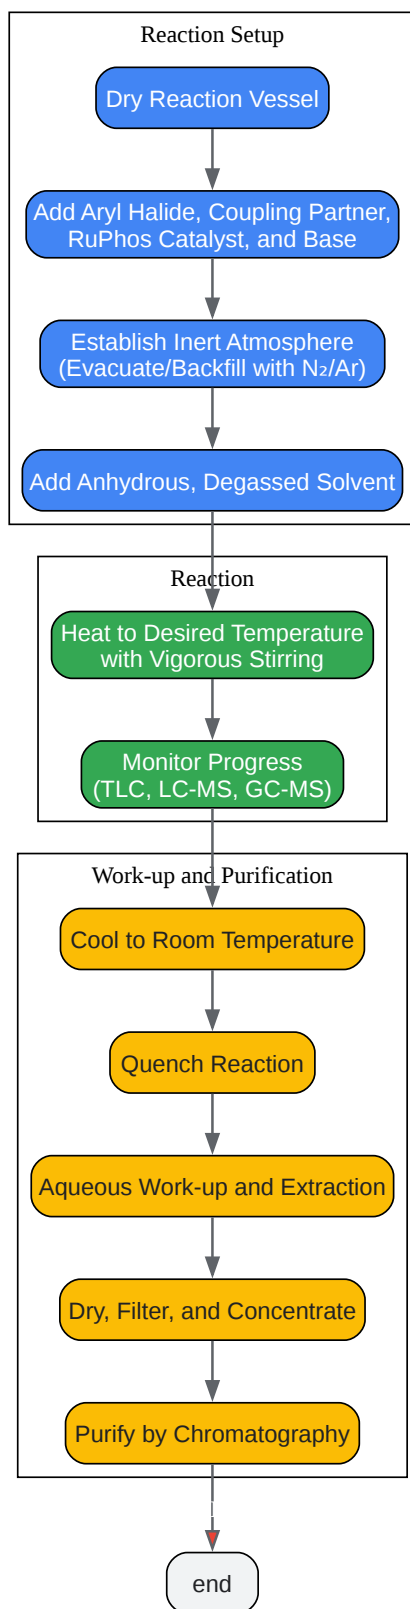 Reaction Setup
Dry Reaction Vessel
Add Aryl Halide, Coupling Partner,
RuPhos Catalyst, and Base
Establish Inert Atmosphere
(Evacuate/Backfill with N₂/Ar)
Add Anhydrous, Degassed Solvent
Reaction
Heat to Desired Temperature
with Vigorous Stirring
Monitor Progress
(TLC, LC-MS, GC-MS)
Work-up and Purification
Cool to Room Temperature
Quench Reaction
Aqueous Work-up and Extraction
Dry, Filter, and Concentrate
Purify by Chromatography
end